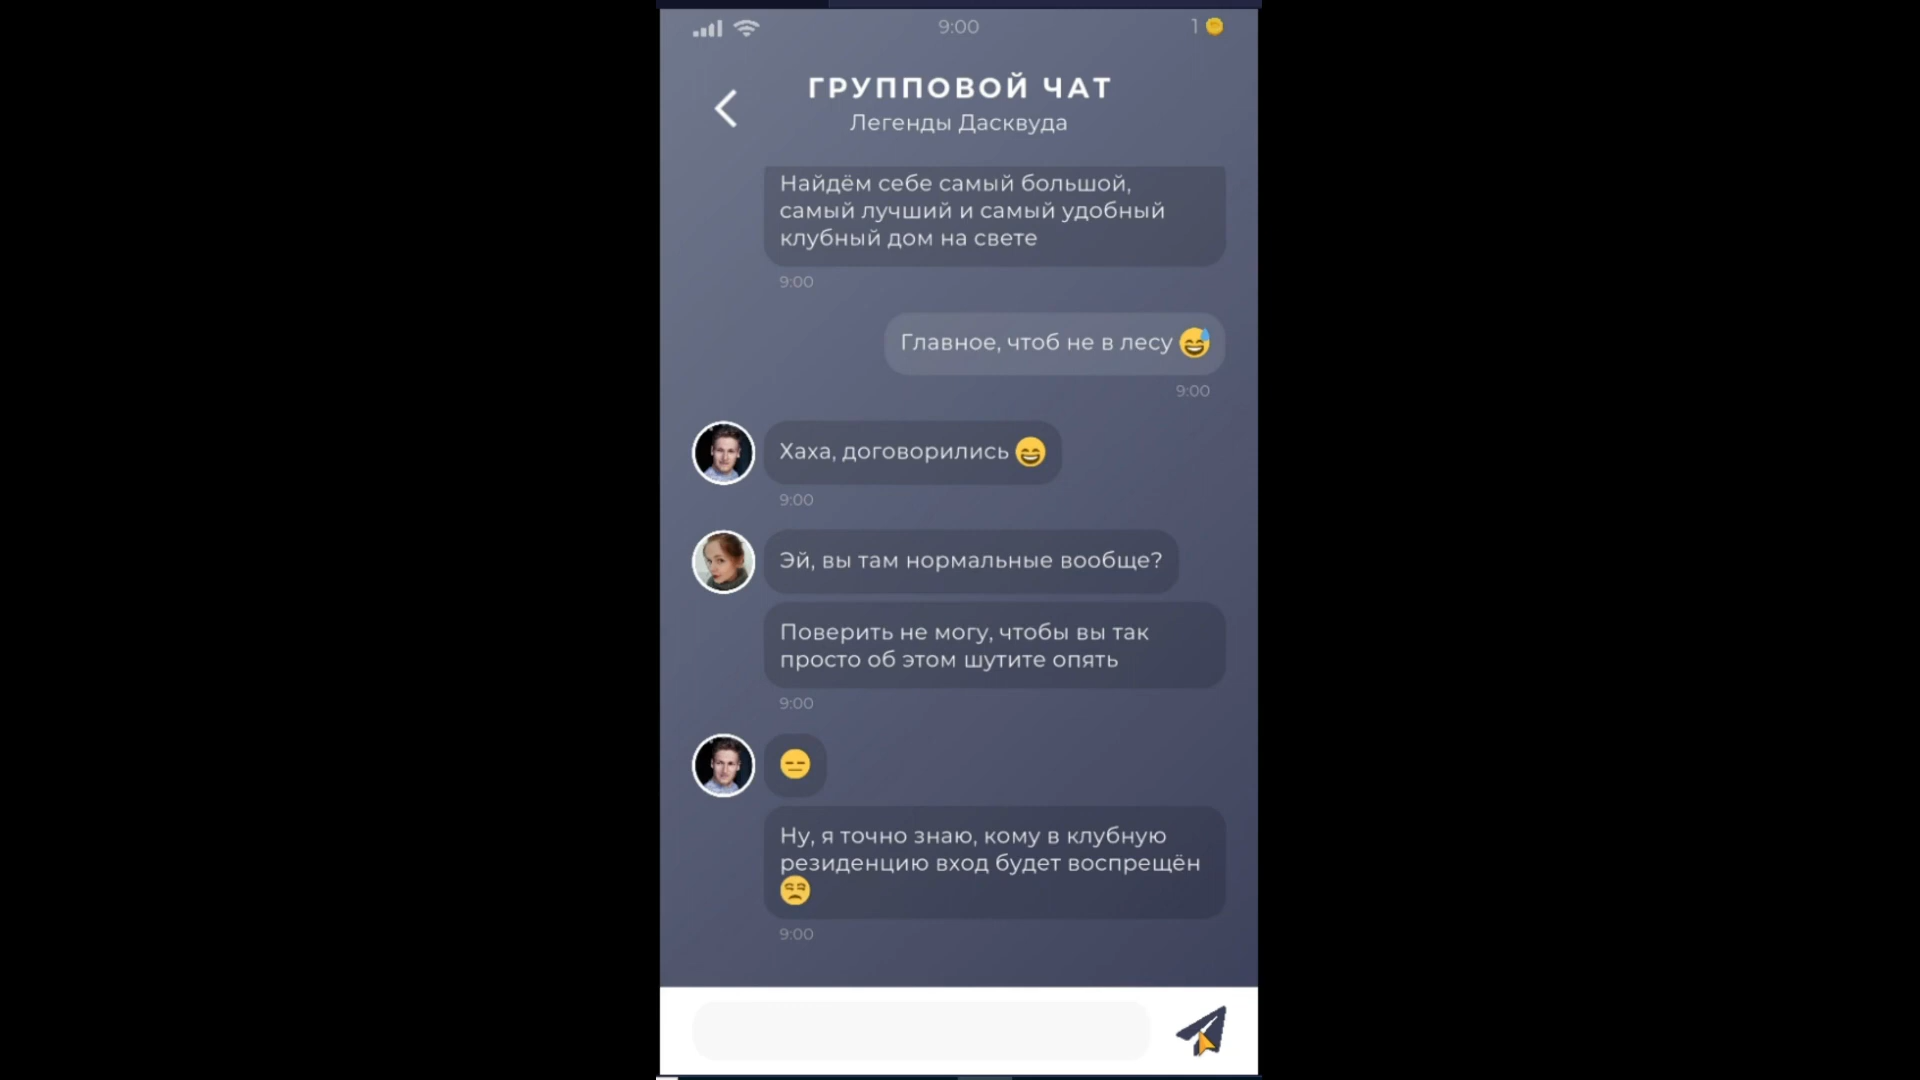 9:00
1
ГРУППОВОЙ ЧАТ
Легенды Дасквуда
Найдём себе самый большой,
самый лучший и самый удобный
клубный дом на свете
9:00
Главное, чтоб не в лесу 😅
9:00
Хаха, договорились 😄
9:00
Эй, вы там нормальные вообще?
Поверить не могу, чтобы вы так
просто об этом шутите опять
9:00
😑
Ну, я точно знаю, кому в клубную
резиденцию вход будет воспрещён
😒
9:00